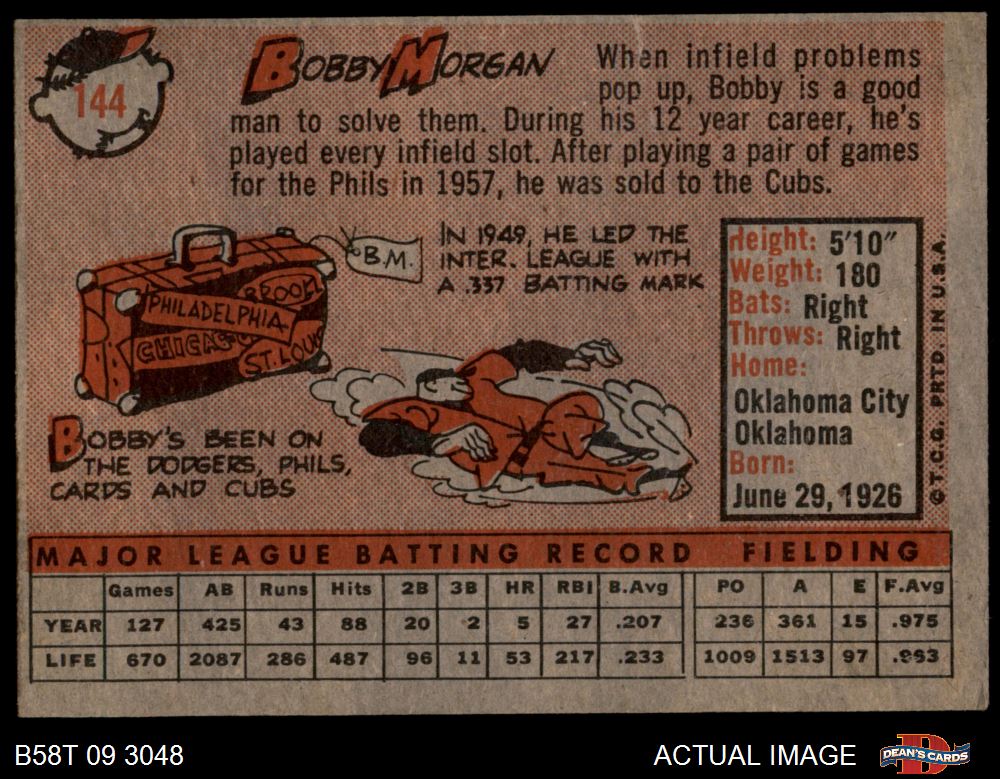 144
BOBBY MORGAN
When infield problems
pop up, Bobby is a good
man to solve them. During his 12 year career, he's
played every infield slot. After playing a pair of games
for the Phils in 1957, he was sold to the Cubs.
B.M.
BROOKL
PHILADELPHIA
CHICAGO
ST. LOUIS
IN 1949, HE LED THE
INTER. LEAGUE WITH
A .337 BATTING MARK
BOBBY'S BEEN ON
THE DODGERS, PHILS,
CARDS AND CUBS
Height: 5'10"
Weight: 180
Bats: Right
Throws: Right
Home:
Oklahoma City
Oklahoma
Born:
June 29, 1926
©T.C.G. PRTD. IN U.S.A.
MAJOR LEAGUE BATTING RECORD FIELDING
Games AB Runs Hits 2B 3B HR RBI B.Avg PO A E F.Avg
YEAR 127 425 43 88 20 2 5 27 .207 236 361 15 .975
LIFE 670 2087 286 487 96 11 53 217 .233 1009 1513 97 .963
B58T 09 3048
ACTUAL IMAGE
DEAN'S CARDS